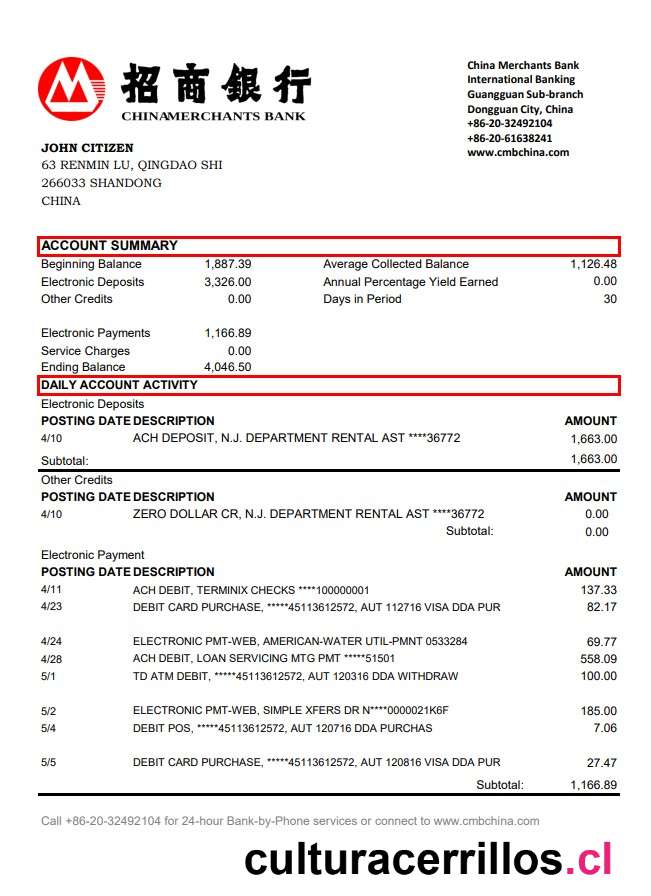 招商銀行
CHINAMERCHANTS BANK
China Merchants Bank
International Banking
Guangguan Sub-branch
Dongguan City, China
+86-20-32492104
+86-20-61638241
www.cmbchina.com
JOHN CITIZEN
63 RENMIN LU, QINGDAO SHI
266033 SHANDONG
CHINA
ACCOUNT SUMMARY
Beginning Balance 1,887.39 Average Collected Balance 1,126.48
Electronic Deposits 3,326.00 Annual Percentage Yield Earned 0.00
Other Credits 0.00 Days in Period 30
Electronic Payments 1,166.89
Service Charges 0.00
Ending Balance 4,046.50
DAILY ACCOUNT ACTIVITY
Electronic Deposits
POSTING DATE DESCRIPTION AMOUNT
4/10 ACH DEPOSIT, N.J. DEPARTMENT RENTAL AST ****36772 1,663.00
Subtotal: 1,663.00
Other Credits
POSTING DATE DESCRIPTION AMOUNT
4/10 ZERO DOLLAR CR, N.J. DEPARTMENT RENTAL AST ****36772 0.00
Subtotal: 0.00
Electronic Payment
POSTING DATE DESCRIPTION AMOUNT
4/11 ACH DEBIT, TERMINIX CHECKS ****100000001 137.33
4/23 DEBIT CARD PURCHASE, *****45113612572, AUT 112716 VISA DDA PUR 82.17
4/24 ELECTRONIC PMT-WEB, AMERICAN-WATER UTIL-PMNT 0533284 69.77
4/28 ACH DEBIT, LOAN SERVICING MTG PMT *****51501 558.09
5/1 TD ATM DEBIT, *****45113612572, AUT 120316 DDA WITHDRAW 100.00
5/2 ELECTRONIC PMT-WEB, SIMPLE XFERS DR N****0000021K6F 185.00
5/4 DEBIT POS, *****45113612572, AUT 120716 DDA PURCHAS 7.06
5/5 DEBIT CARD PURCHASE, *****45113612572, AUT 120816 VISA DDA PUR 27.47
Subtotal: 1,166.89
Call +86-20-32492104 for 24-hour Bank-by-Phone services or connect to www.cmbchina.com
culturacerrillos.cl